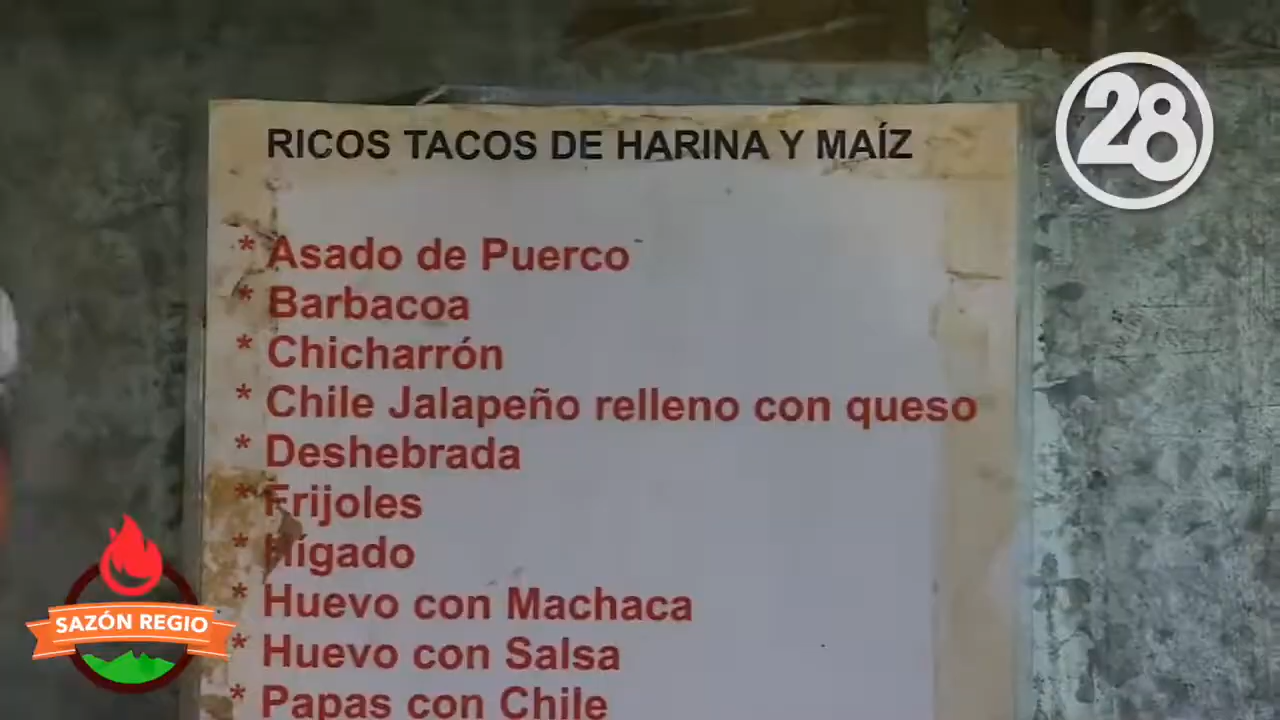 28
RICOS TACOS DE HARINA Y MAÍZ
* Asado de Puerco
* Barbacoa
* Chicharrón
* Chile Jalapeño relleno con queso
* Deshebrada
* Frijoles
* Hígado
* Huevo con Machaca
* Huevo con Salsa
* Papas con Chile
SAZÓN REGIO